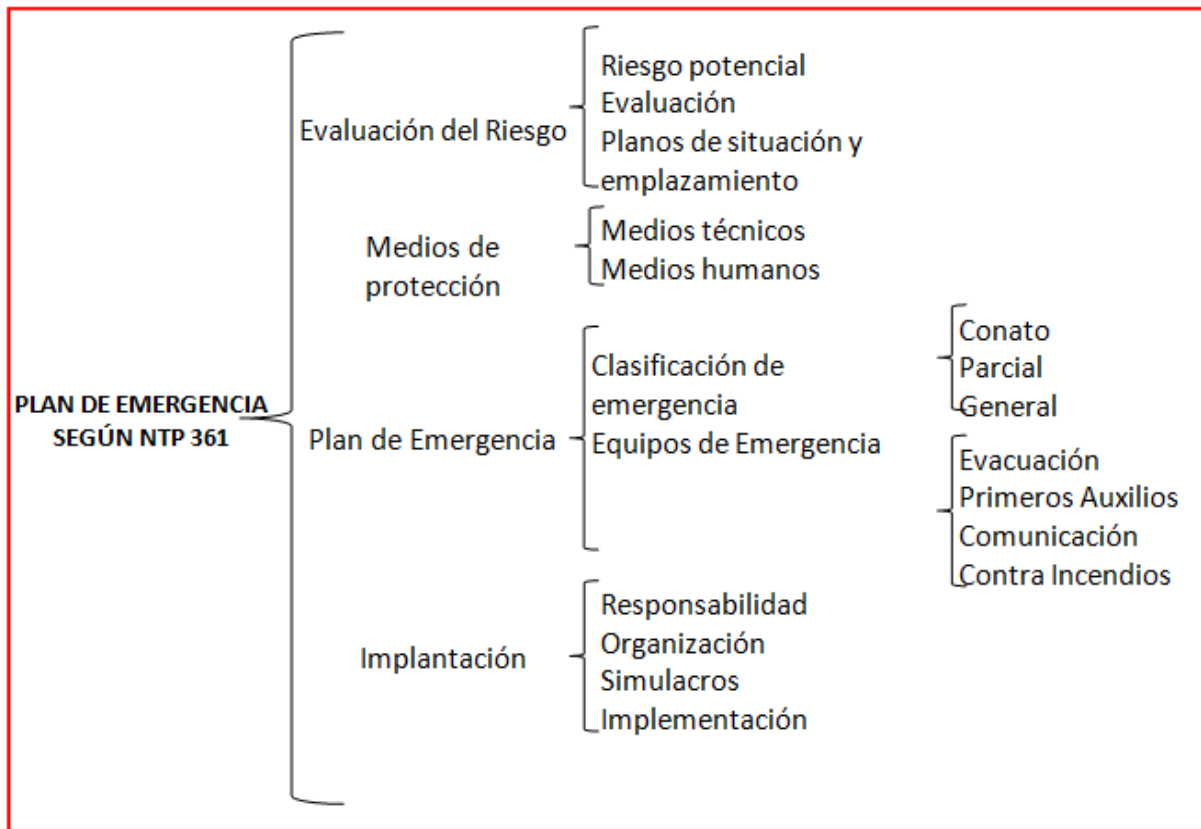 PLAN DE EMERGENCIA
SEGÚN NTP 361
Evaluación del Riesgo
Riesgo potencial
Evaluación
Planos de situación y
emplazamiento
Medios de
protección
Medios técnicos
Medios humanos
Plan de Emergencia
Clasificación de
emergencia
Equipos de Emergencia
Conato
Parcial
General
Evacuación
Primeros Auxilios
Comunicación
Contra Incendios
Implantación
Responsabilidad
Organización
Simulacros
Implementación